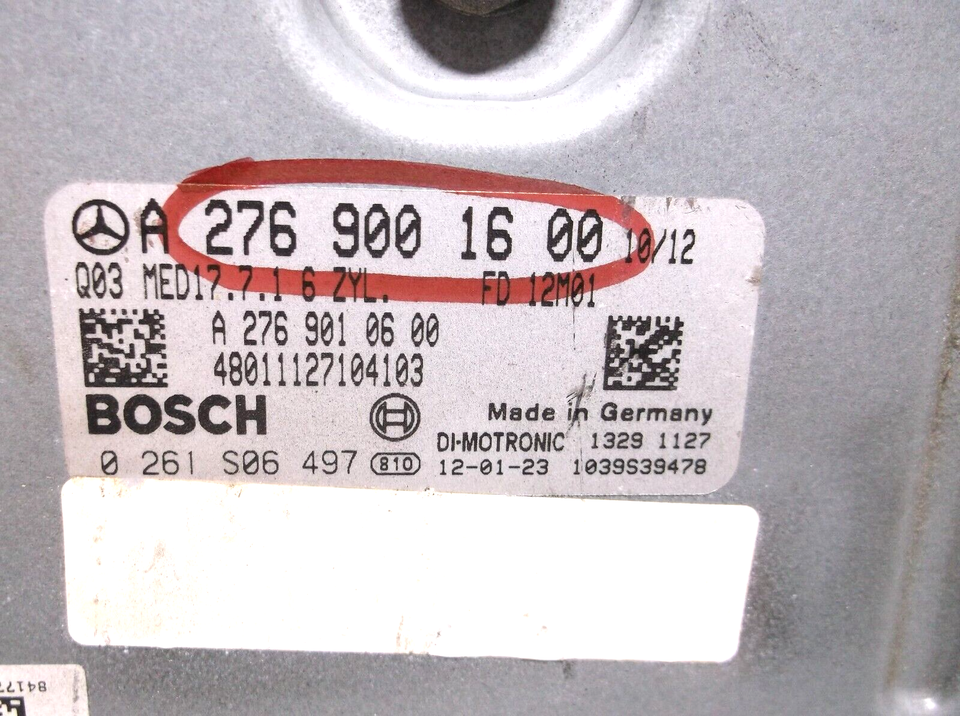 A 276 900 16 00 10/12
Q03 MED17.7.1 6 ZYL. FD 12M01
A 276 901 06 00
48011127104103
BOSCH
Made in Germany
DI-MOTRONIC 1329 1127
0 261 S06 497 810 12-01-23 1039S39478